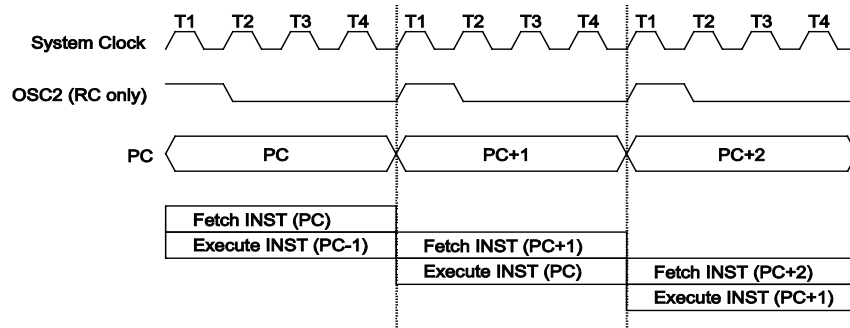 T1 T2 T3 T4 T1 T2 T3 T4 T1 T2 T3 T4
System Clock
OSC2 (RC only)
PC PC PC+1 PC+2
Fetch INST (PC)
Execute INST (PC-1) Fetch INST (PC+1)
Execute INST (PC) Fetch INST (PC+2)
Execute INST (PC+1)